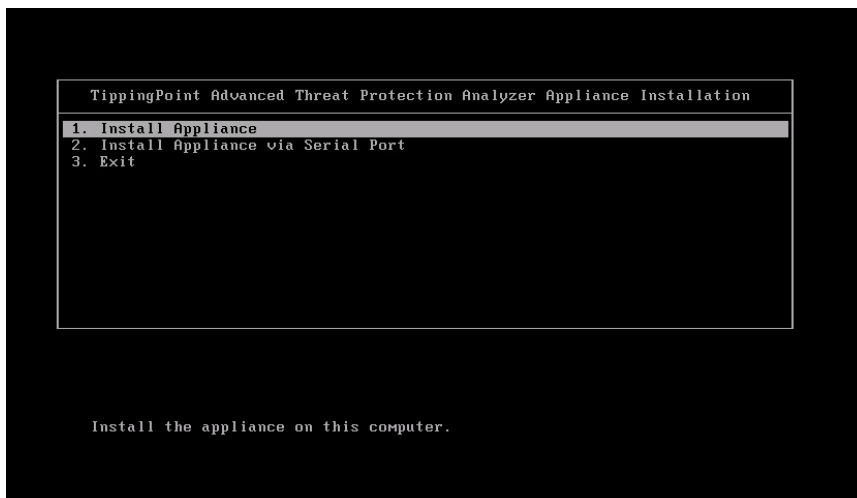 TippingPoint Advanced Threat Protection Analyzer Appliance Installation
1. Install Appliance
2. Install Appliance via Serial Port
3. Exit
Install the appliance on this computer.